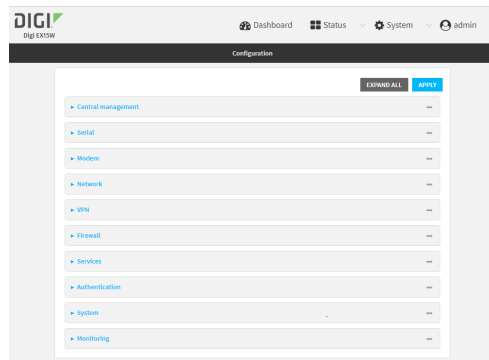 DIGI
Digi EX15W
Dashboard Status System admin
Configuration
EXPAND ALL APPLY
Central management
Serial
Modem
Network
VPN
Firewall
Services
Authentication
System
Monitoring